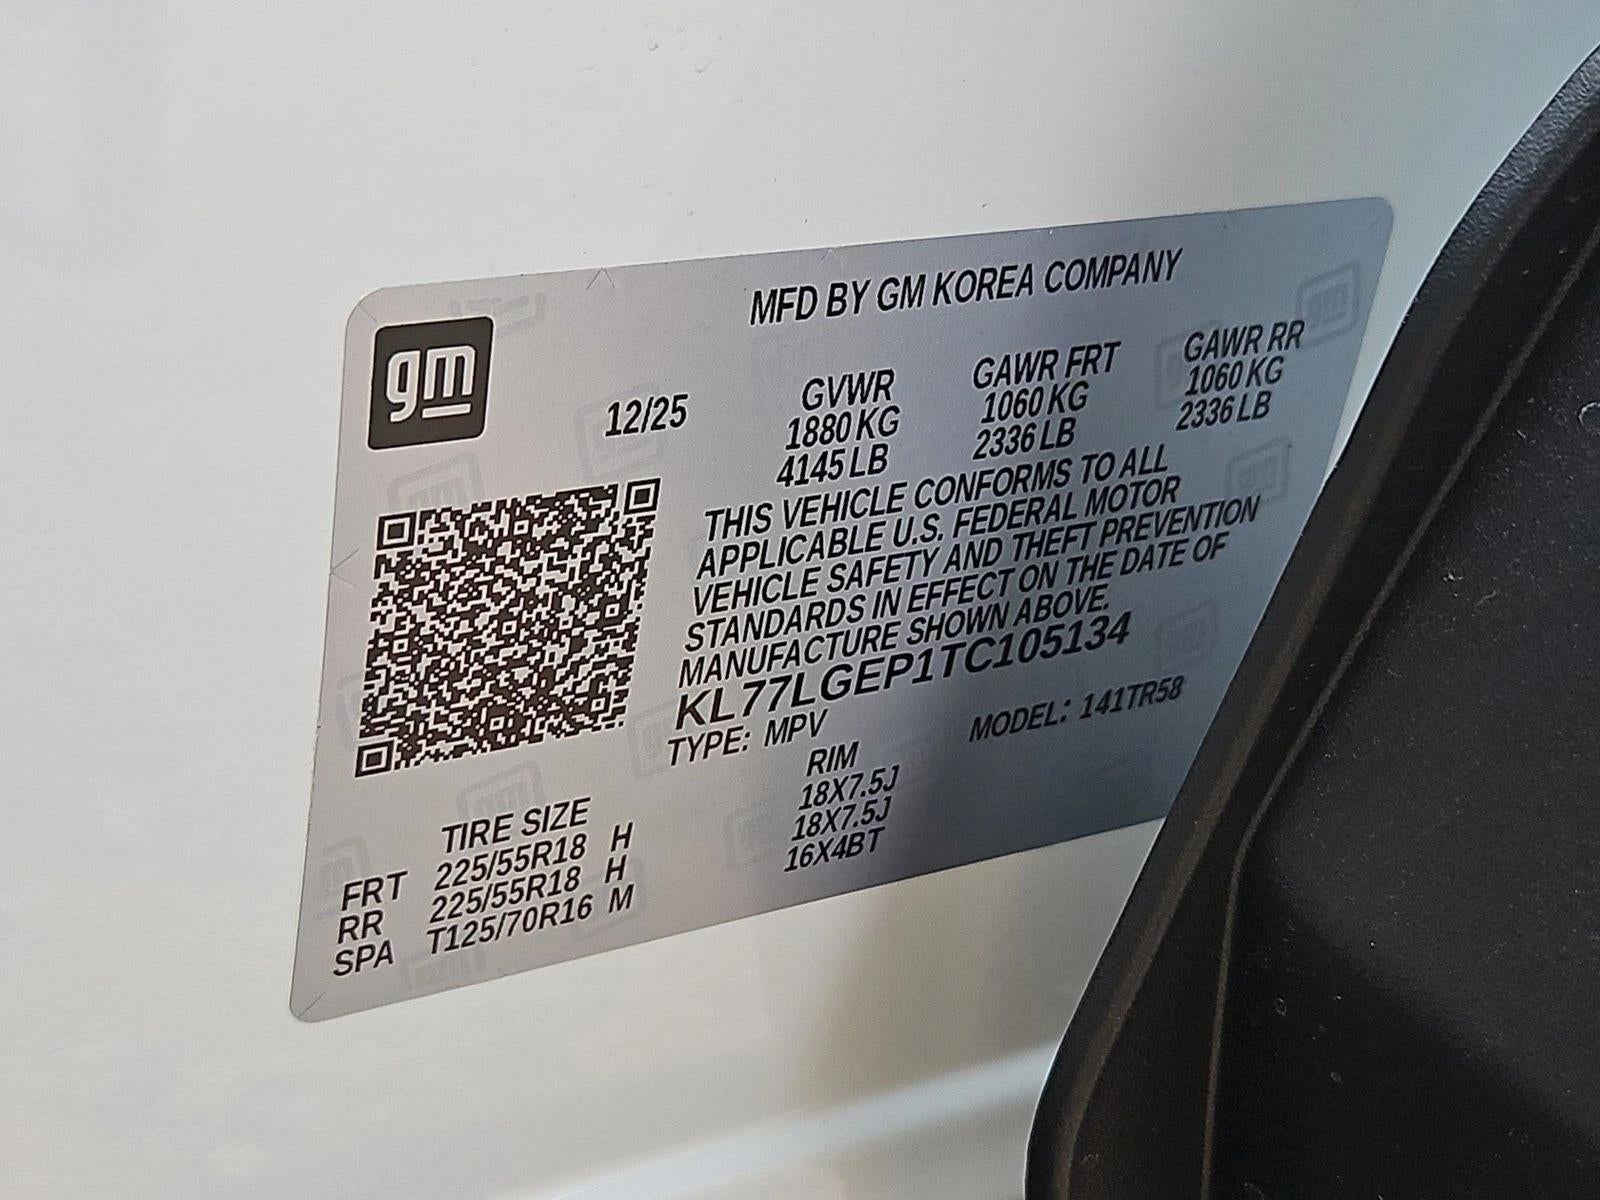 MFD BY GM KOREA COMPANY
gm
12/25 GVWR GAWR FRT GAWR RR
1880 KG 1060 KG 1060 KG
4145 LB 2336 LB 2336 LB
THIS VEHICLE CONFORMS TO ALL
APPLICABLE U.S. FEDERAL MOTOR
VEHICLE SAFETY AND THEFT PREVENTION
STANDARDS IN EFFECT ON THE DATE OF
MANUFACTURE SHOWN ABOVE.
KL77LGEP1TC105134
TYPE: MPV MODEL: 141TR58
TIRE SIZE RIM
FRT 225/55R18 H 18X7.5J
RR 225/55R18 H 18X7.5J
SPA T125/70R16 M 16X4BT